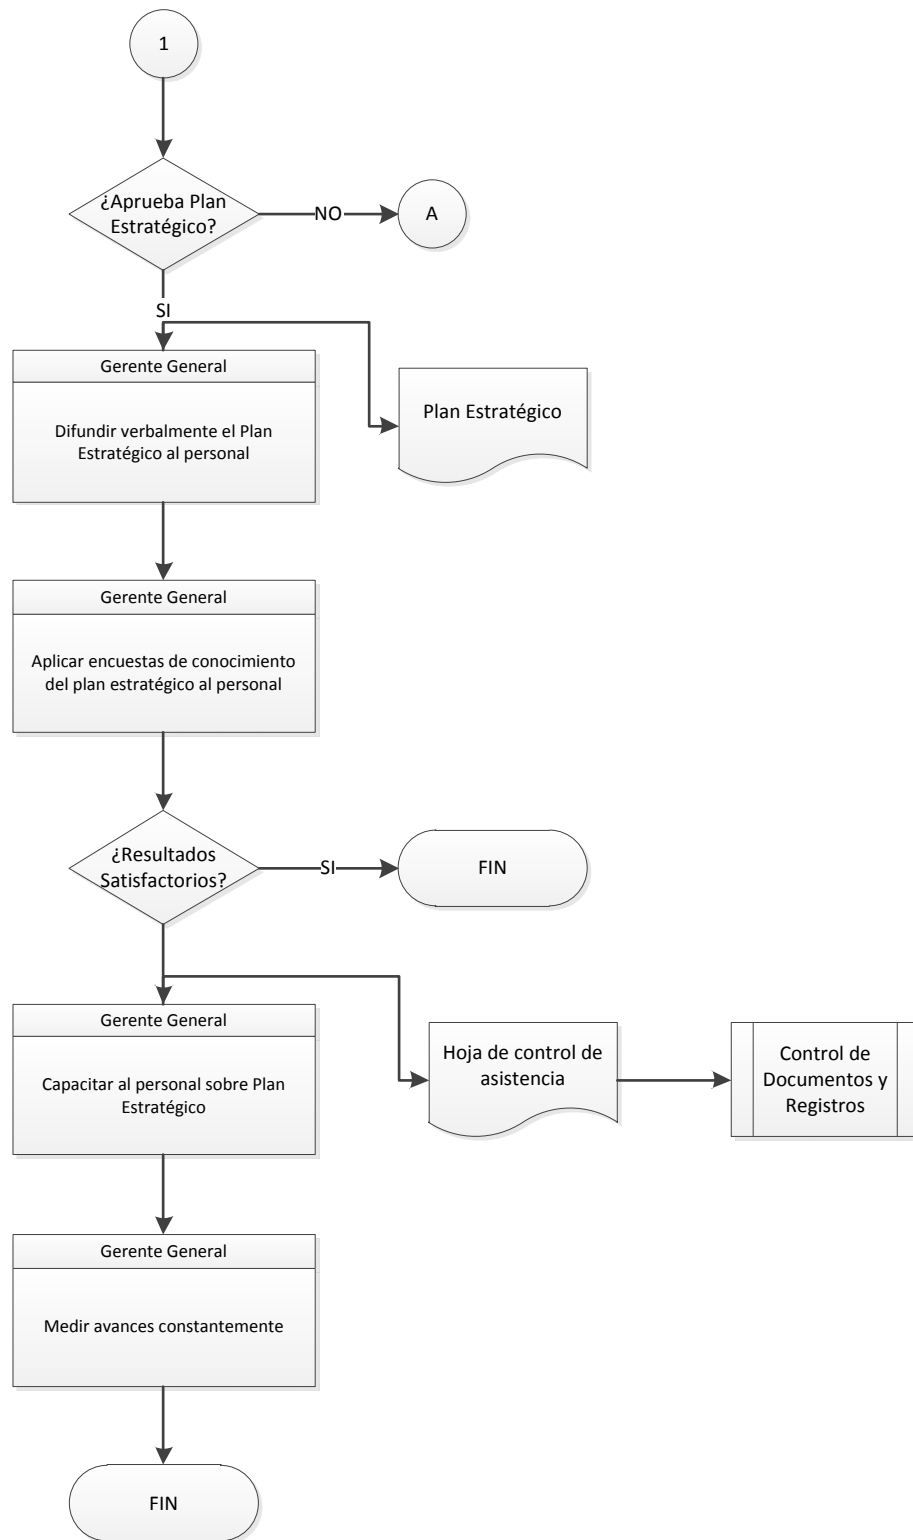 1
¿Aprueba Plan
Estratégico?
NO
A
SI
Gerente General
Difundir verbalmente el Plan
Estratégico al personal
Plan Estratégico
Gerente General
Aplicar encuestas de conocimiento
del plan estratégico al personal
¿Resultados
Satisfactorios?
SI
FIN
Gerente General
Capacitar al personal sobre Plan
Estratégico
Hoja de control de
asistencia
Control de
Documentos y
Registros
Gerente General
Medir avances constantemente
FIN